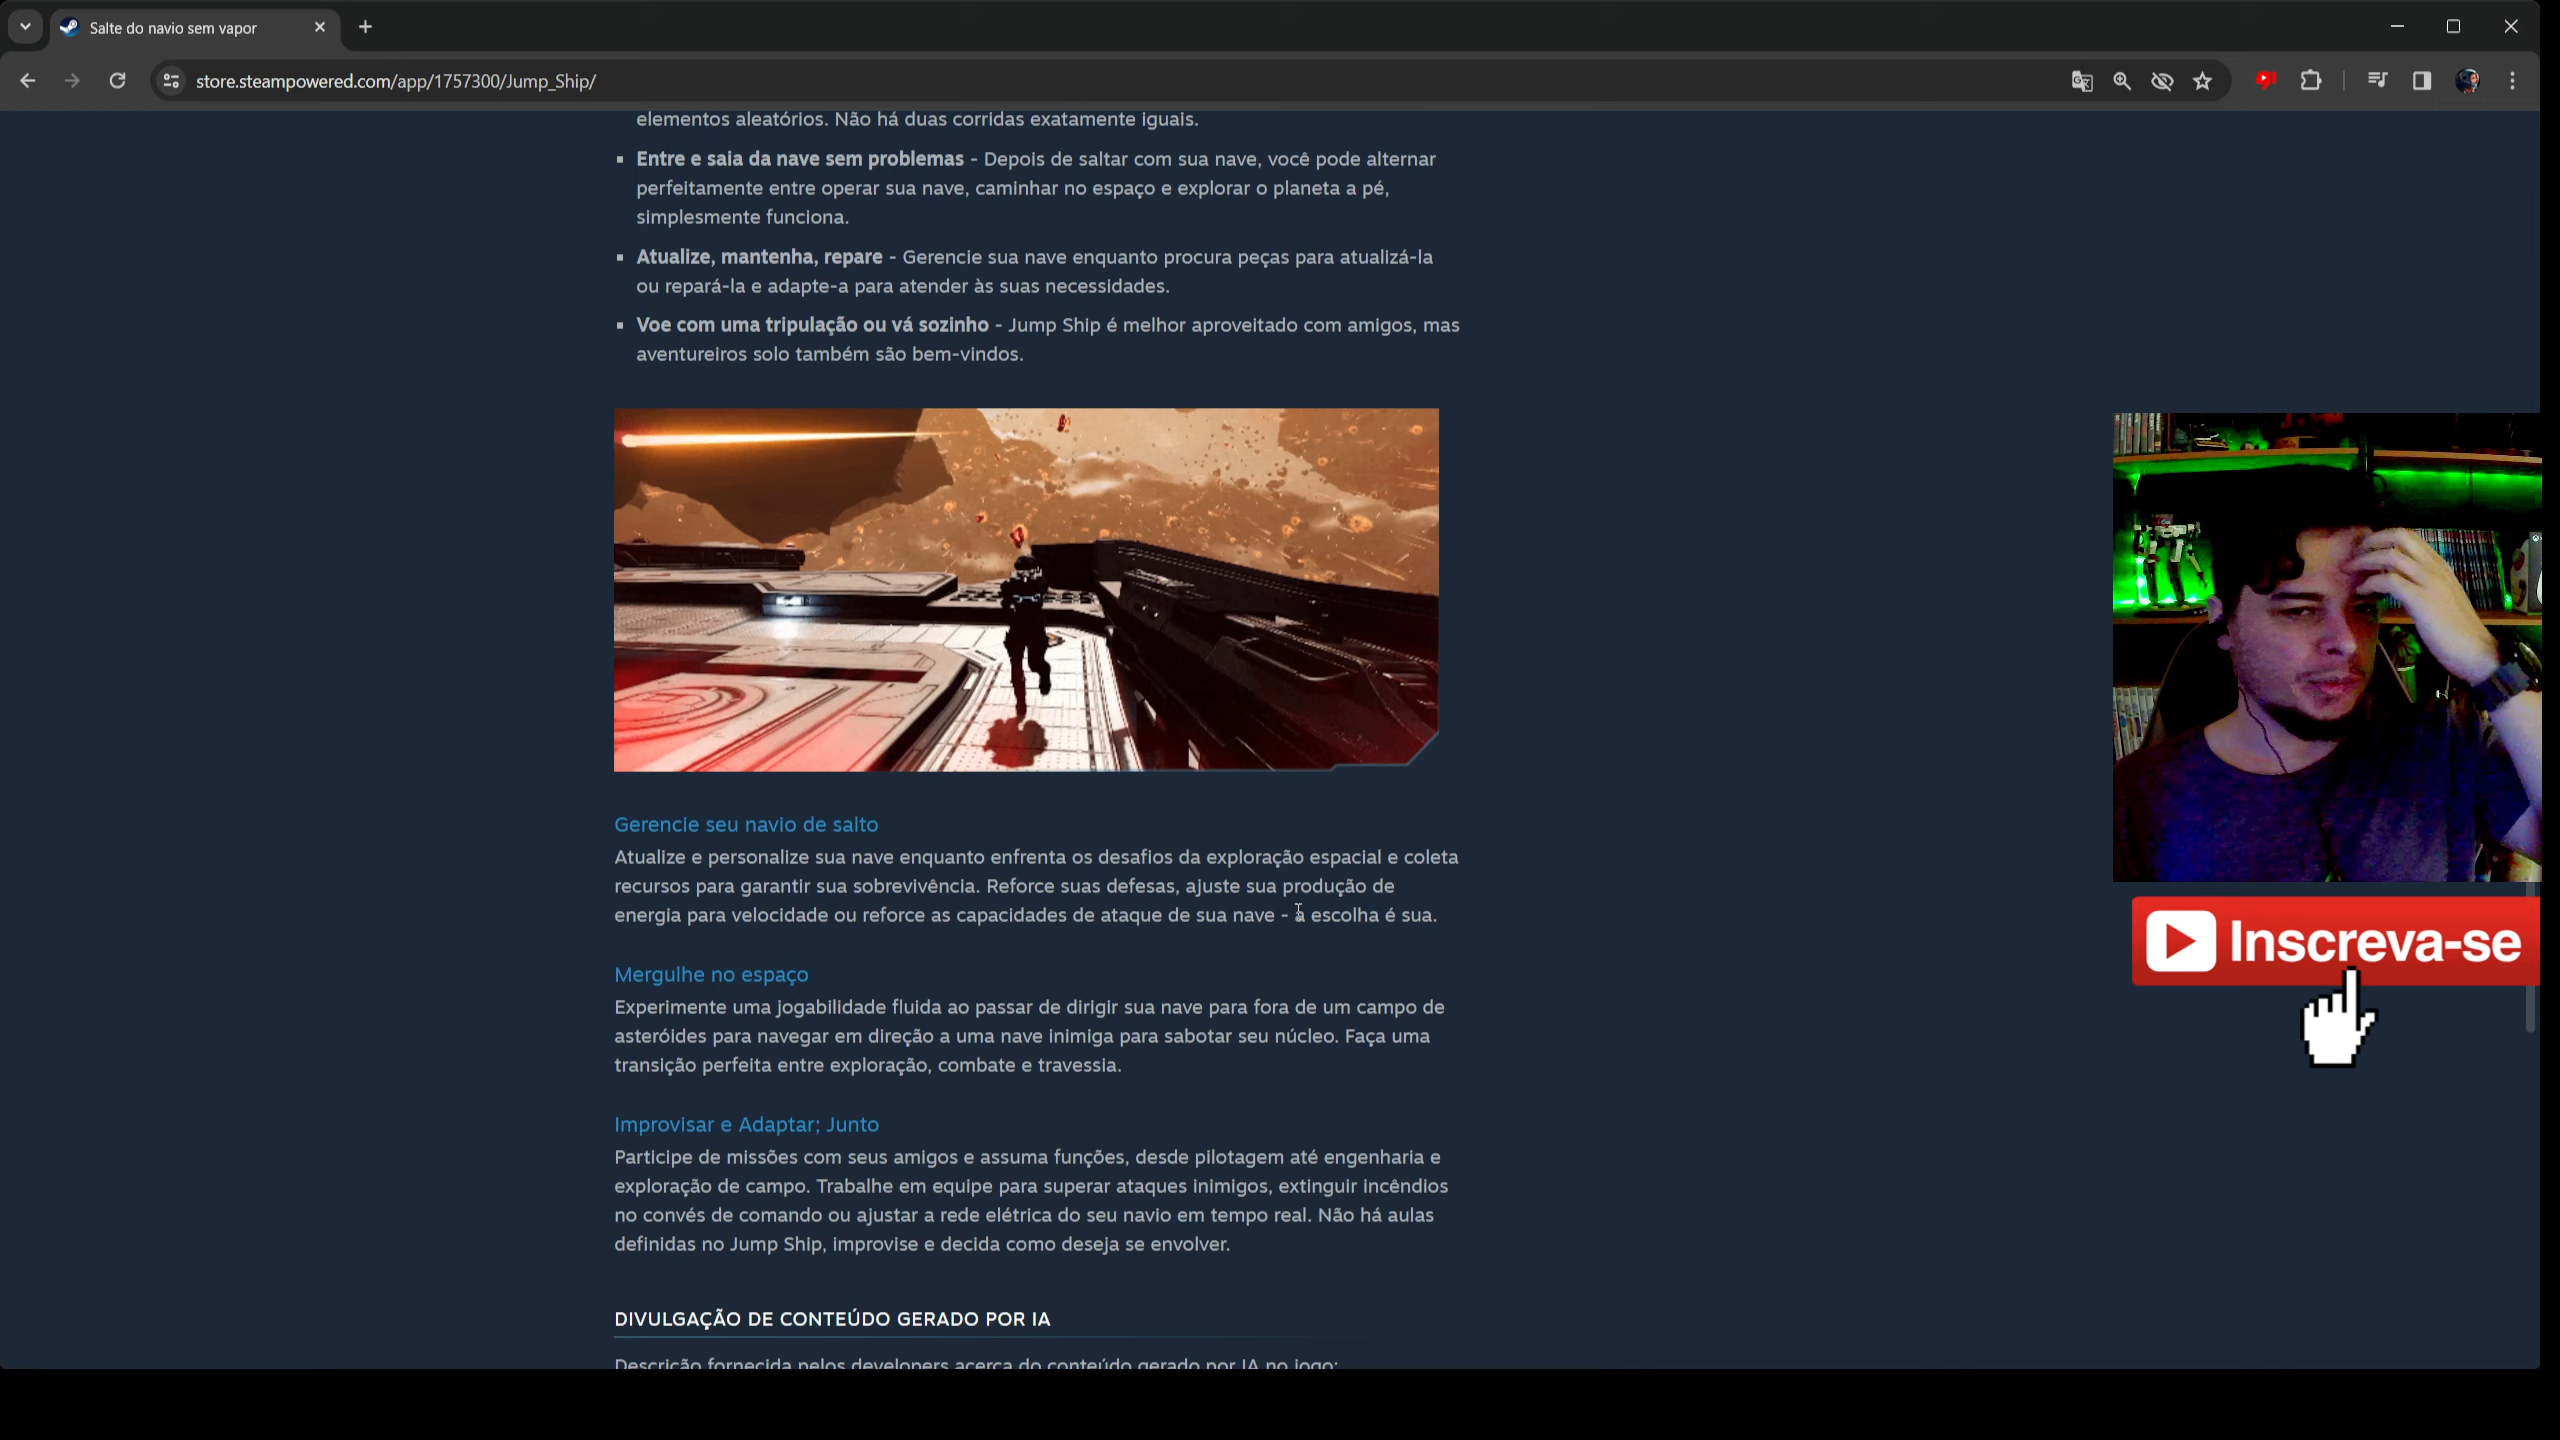 Salte do navio sem vapor
store.steampowered.com/app/1757300/Jump_Ship/
elementos aleatórios. Não há duas corridas exatamente iguais.
Entre e saia da nave sem problemas - Depois de saltar com sua nave, você pode alternar
perfeitamente entre operar sua nave, caminhar no espaço e explorar o planeta a pé,
simplesmente funciona.
Atualize, mantenha, repare - Gerencie sua nave enquanto procura peças para atualizá-la
ou repará-la e adapte-a para atender às suas necessidades.
Voe com uma tripulação ou vá sozinho - Jump Ship é melhor aproveitado com amigos, mas
aventureiros solo também são bem-vindos.
Gerencie seu navio de salto
Atualize e personalize sua nave enquanto enfrenta os desafios da exploração espacial e coleta
recursos para garantir sua sobrevivência. Reforce suas defesas, ajuste sua produção de
energia para velocidade ou reforce as capacidades de ataque de sua nave - a escolha é sua.
Inscreva-se
Mergulhe no espaço
Experimente uma jogabilidade fluida ao passar de dirigir sua nave para fora de um campo de
asteróides para navegar em direção a uma nave inimiga para sabotar seu núcleo. Faça uma
transição perfeita entre exploração, combate e travessia.
Improvisar e Adaptar; Junto
Participe de missões com seus amigos e assuma funções, desde pilotagem até engenharia e
exploração de campo. Trabalhe em equipe para superar ataques inimigos, extinguir incêndios
no convés de comando ou ajustar a rede elétrica do seu navio em tempo real. Não há aulas
definidas no Jump Ship, improvise e decida como deseja se envolver.
DIVULGAÇÃO DE CONTEÚDO GERADO POR IA
Descrição fornecida pelos developers acerca do conteúdo gerado por IA no jogo: